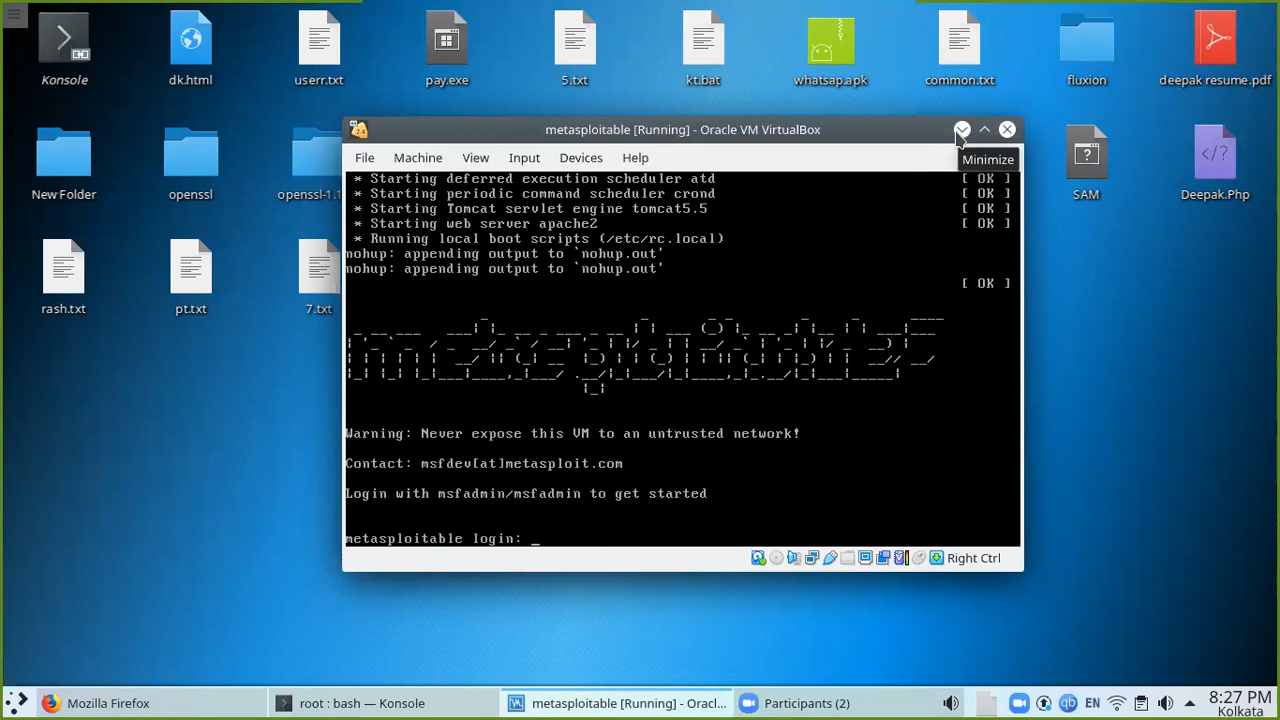 Konsole
dk.html
userr.txt
pay.exe
5.txt
kt.bat
whatsap.apk
common.txt
fluxion
deepak resume.pdf
metasploitable [Running] - Oracle VM VirtualBox
Minimize
File Machine View Input Devices Help
* Starting deferred execution scheduler atd [ OK ]
* Starting periodic command scheduler crond [ OK ]
* Starting Tomcat servlet engine tomcat5.5 [ OK ]
* Starting web server apache2 [ OK ]
* Running local boot scripts (/etc/rc.local)
nohup: appending output to `nohup.out'
nohup: appending output to `nohup.out'
[ OK ]
metasploitable2
Warning: Never expose this VM to an untrusted network!
Contact: msfdev[at]metasploit.com
Login with msfadmin/msfadmin to get started
metasploitable login: _
Right Ctrl
New Folder
openssl
openssl-1.1
SAM
Deepak.Php
rash.txt
pt.txt
7.txt
Mozilla Firefox
root : bash — Konsole
metasploitable [Running] - Oracl...
Participants (2)
EN
8:27 PM
Kolkata